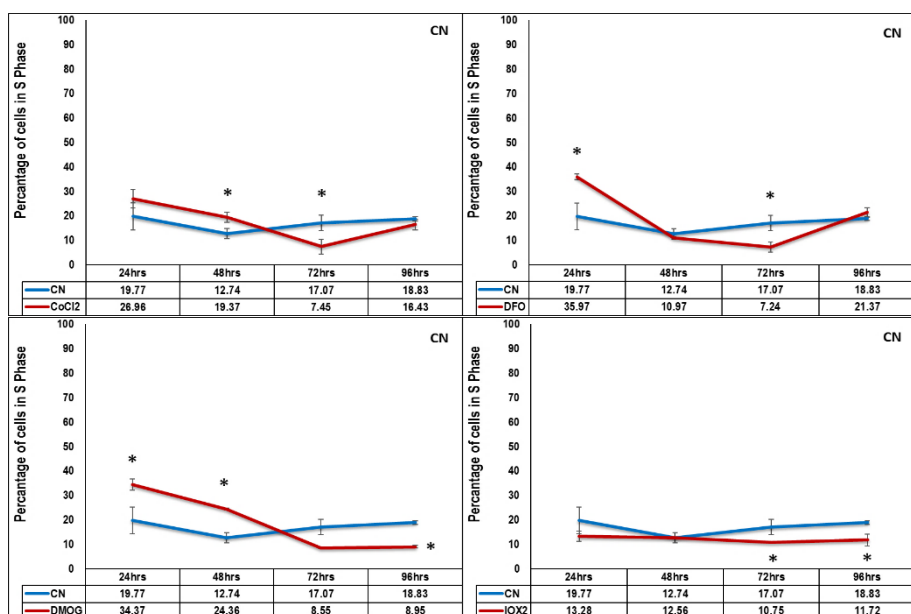 CN
Percantage of cells in S Phase
100
90
80
70
60
50
40
30
20
10
0
*
*
24hrs 48hrs 72hrs 96hrs
CN 19.77 12.74 17.07 18.83
CoCl2 26.96 19.37 7.45 16.43
CN
Percantage of cells in S Phase
100
90
80
70
60
50
40
30
20
10
0
*
*
24hrs 48hrs 72hrs 96hrs
CN 19.77 12.74 17.07 18.83
DFO 35.97 10.97 7.24 21.37
CN
Percantage of cells in S Phase
100
90
80
70
60
50
40
30
20
10
0
*
*
*
24hrs 48hrs 72hrs 96hrs
CN 19.77 12.74 17.07 18.83
DMOG 34.37 24.36 8.55 8.95
CN
Percantage of cells in S Phase
100
90
80
70
60
50
40
30
20
10
0
*
*
24hrs 48hrs 72hrs 96hrs
CN 19.77 12.74 17.07 18.83
IOX2 13.28 12.56 10.75 11.72